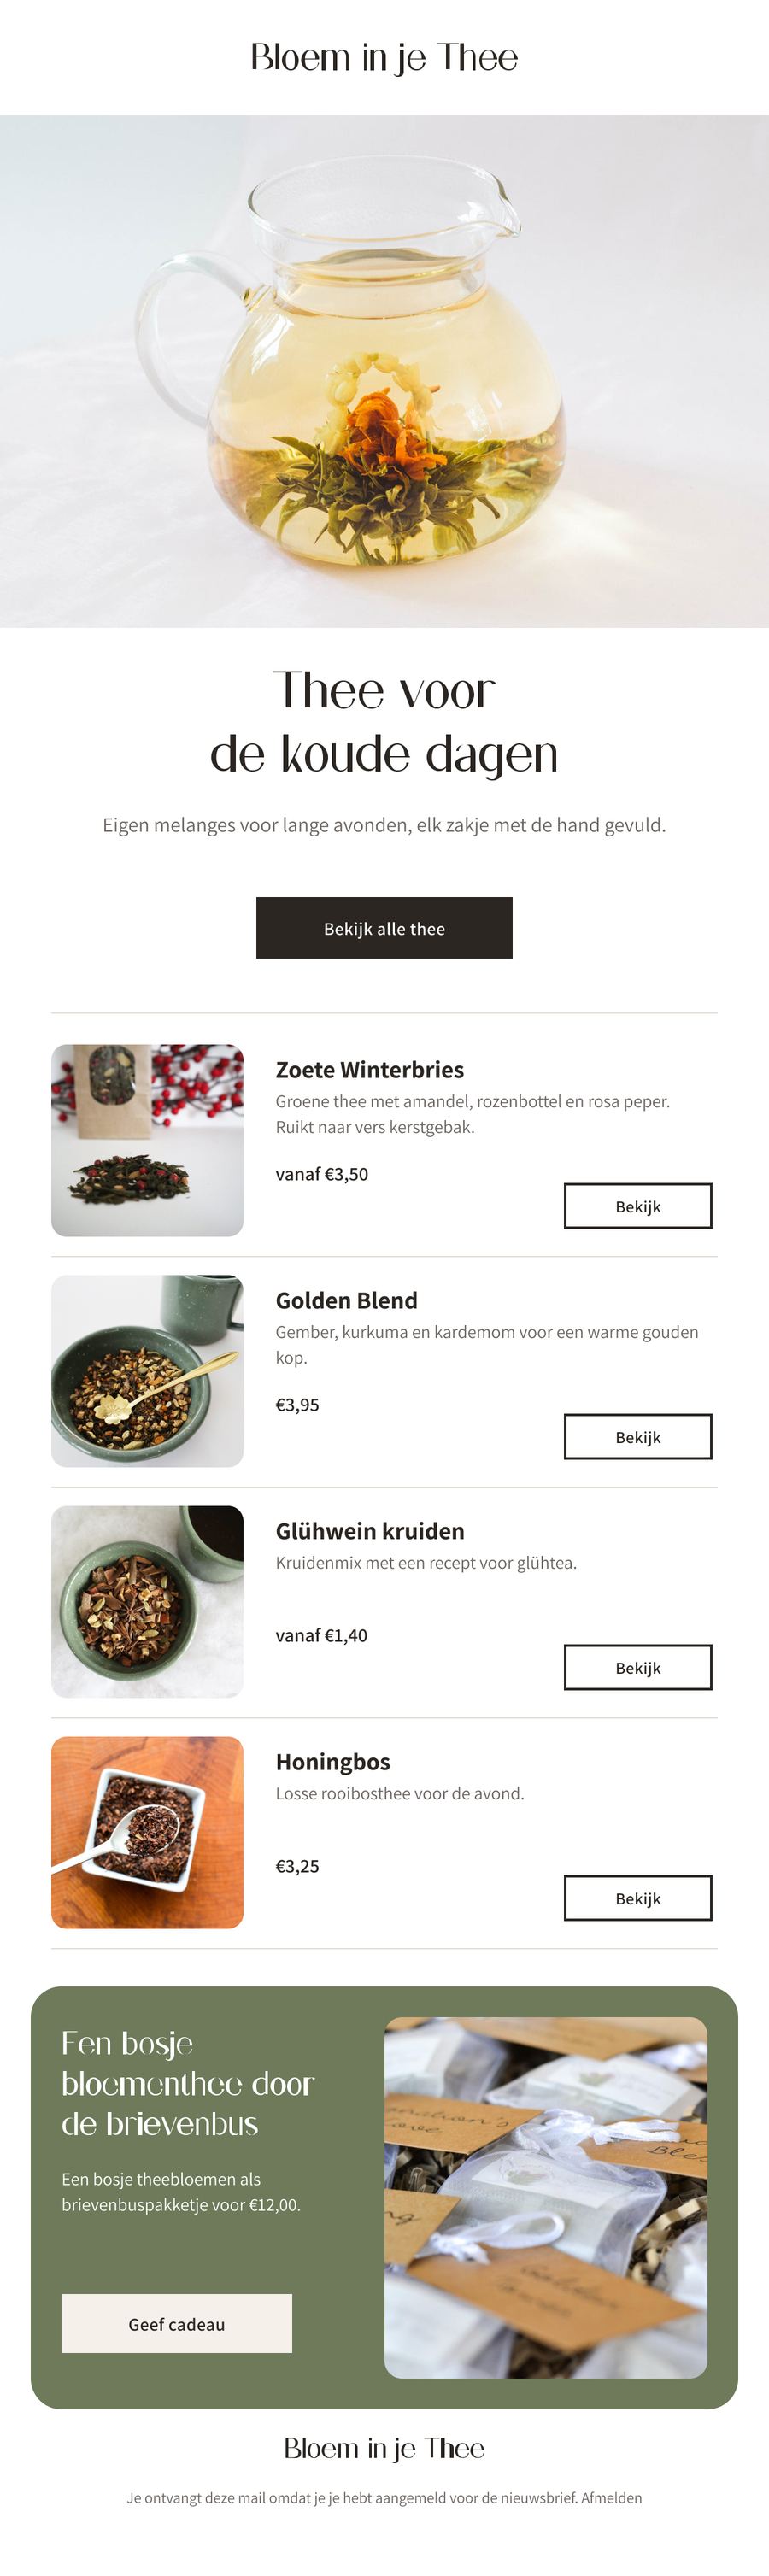 Bloem in je Thee
Thee voor
de koude dagen
Eigen melanges voor lange avonden, elk zakje met de hand gevuld.
Bekijk alle thee
Zoete Winterbries
Groene thee met amandel, rozenbottel en rosa peper.
Ruikt naar vers kerstgebak.
vanaf €3,50
Bekijk
Golden Blend
Gember, kurkuma en kardemom voor een warme gouden
kop.
€3,95
Bekijk
Glühwein kruiden
Kruidenmix met een recept voor glühtea.
vanaf €1,40
Bekijk
Honingbos
Losse rooibosthee voor de avond.
€3,25
Bekijk
Een bosje
bloementhee door
de brievenbus
Een bosje theebloemen als
brievenbuspakketje voor €12,00.
Geef cadeau
Bloem in je Thee
Je ontvangt deze mail omdat je je hebt aangemeld voor de nieuwsbrief. Afmelden